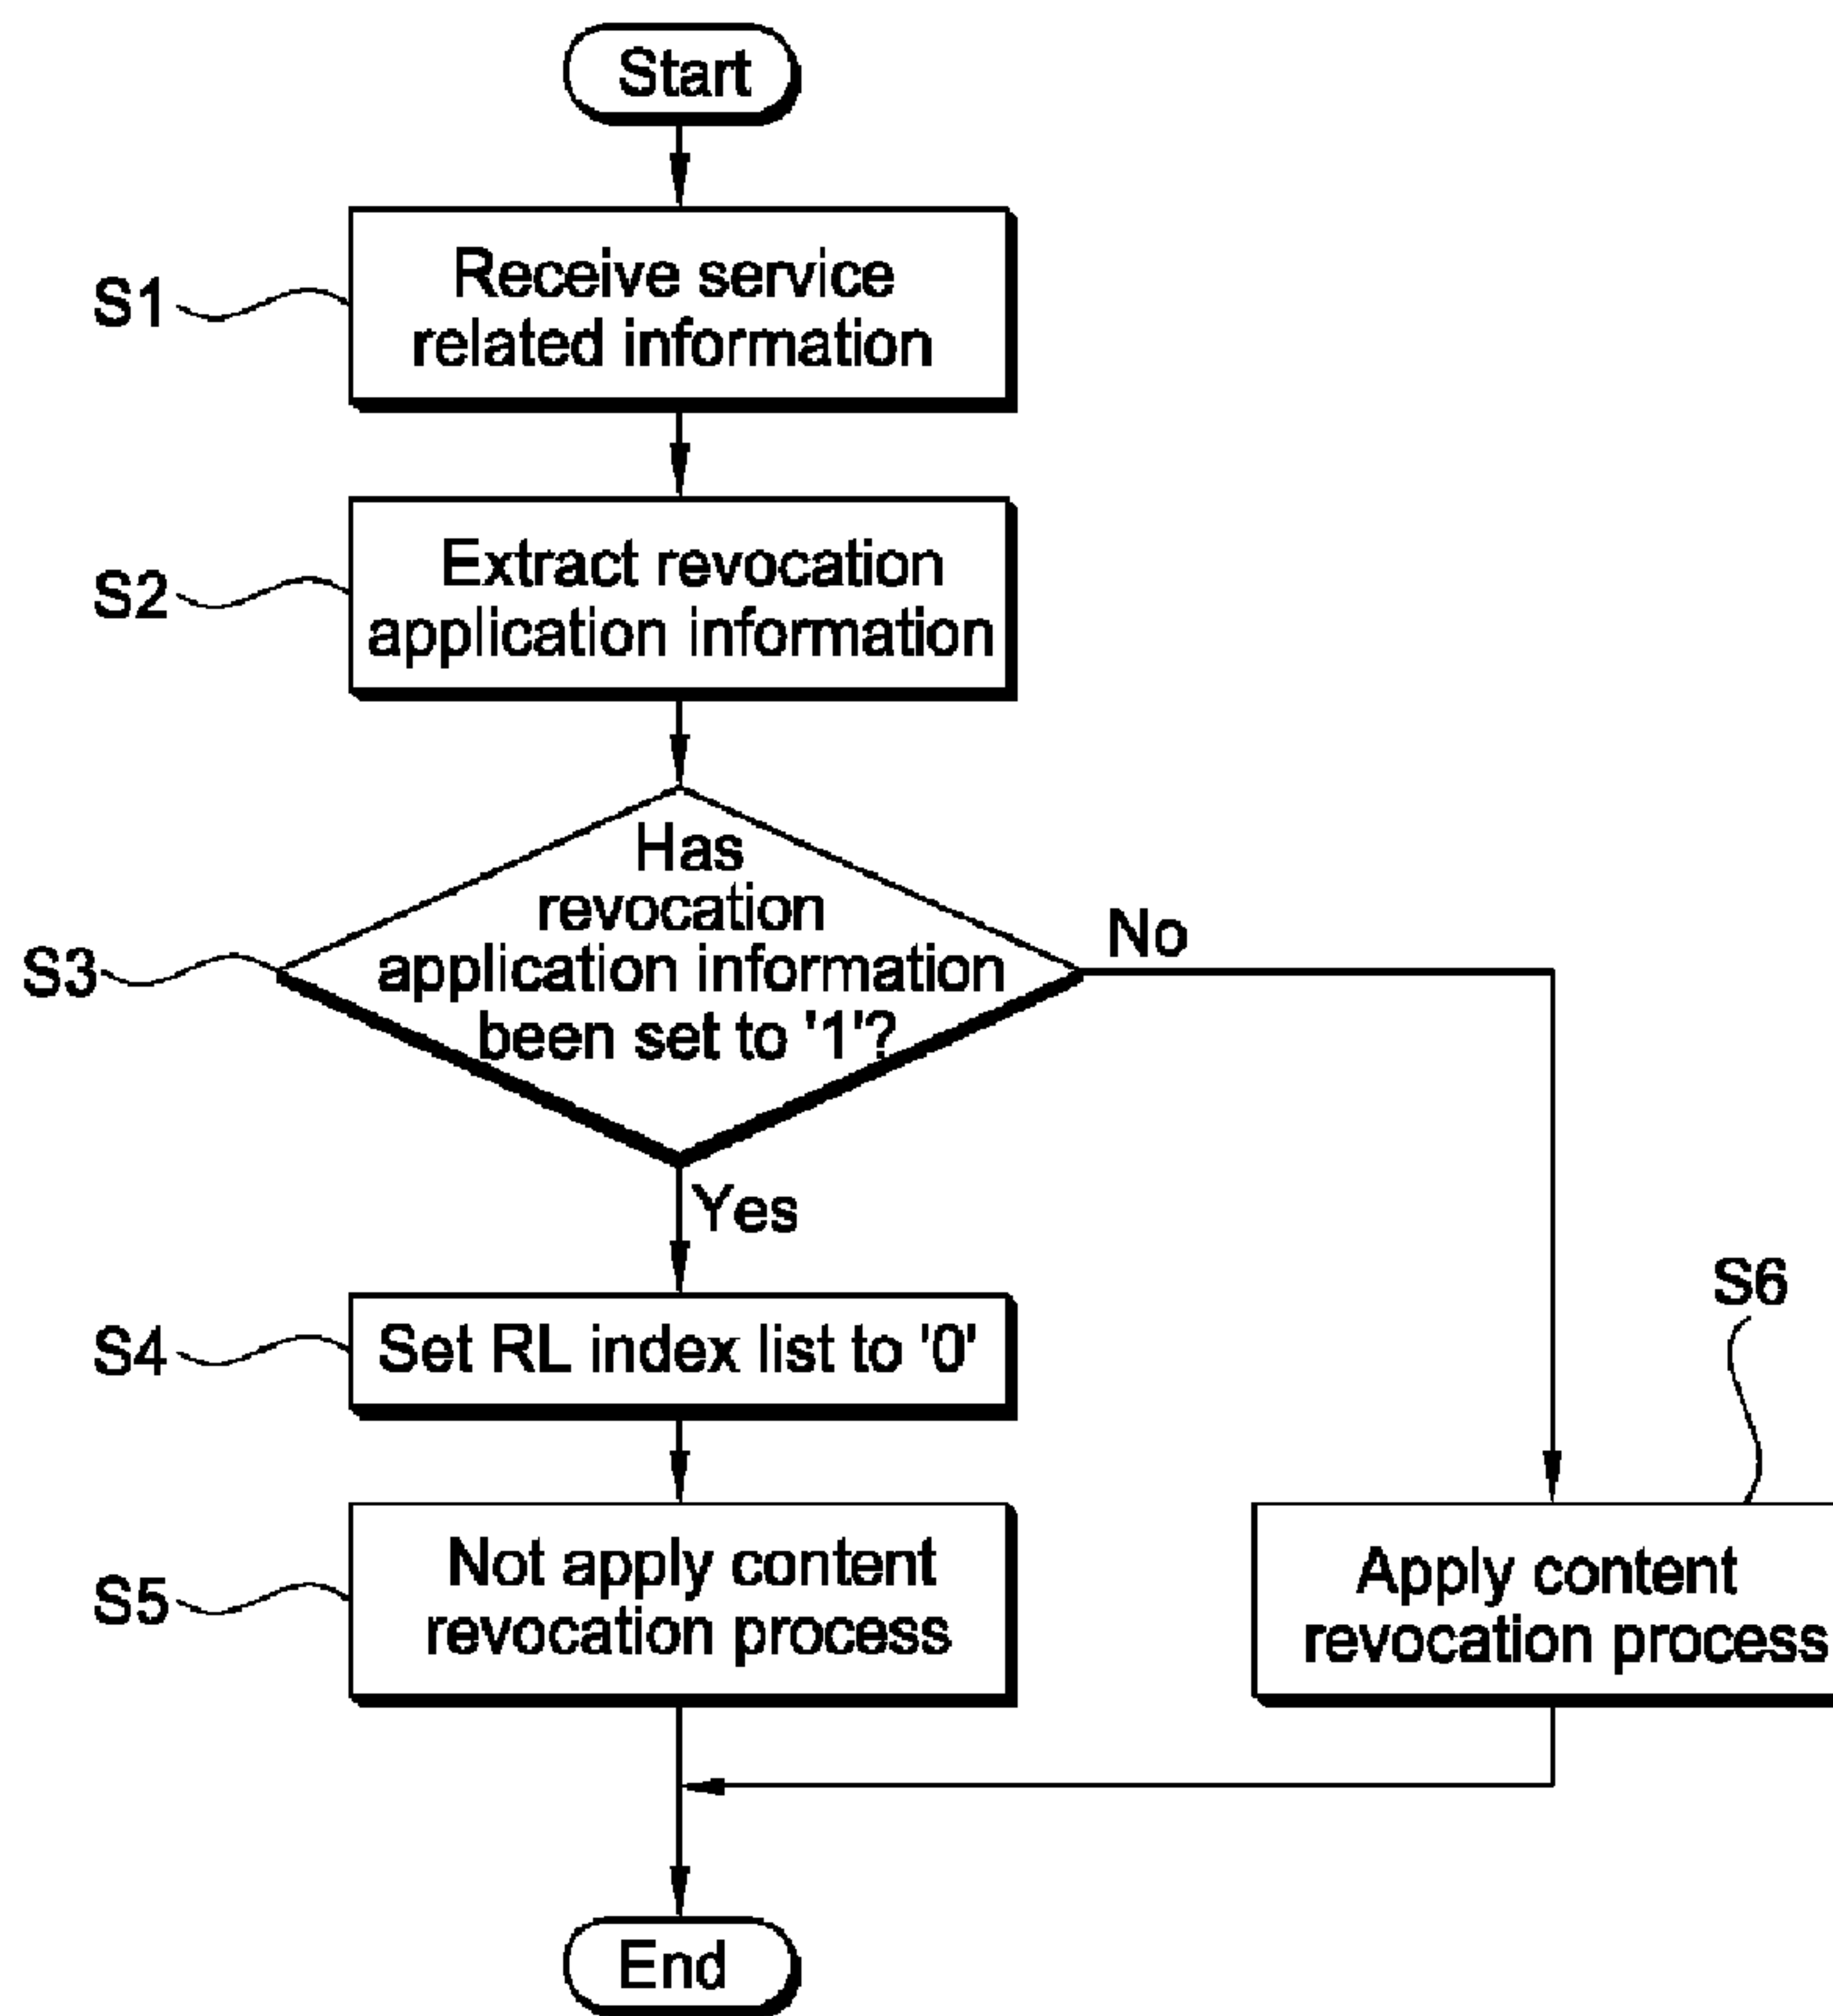 Start
S1
Receive service
related information
S2
Extract revocation
application information
S3
Has
revocation
application information
been set to '1'?
No
Yes
S4
Set RL index list to '0'
S6
S5
Not apply content
revocation process
Apply content
revocation process
End